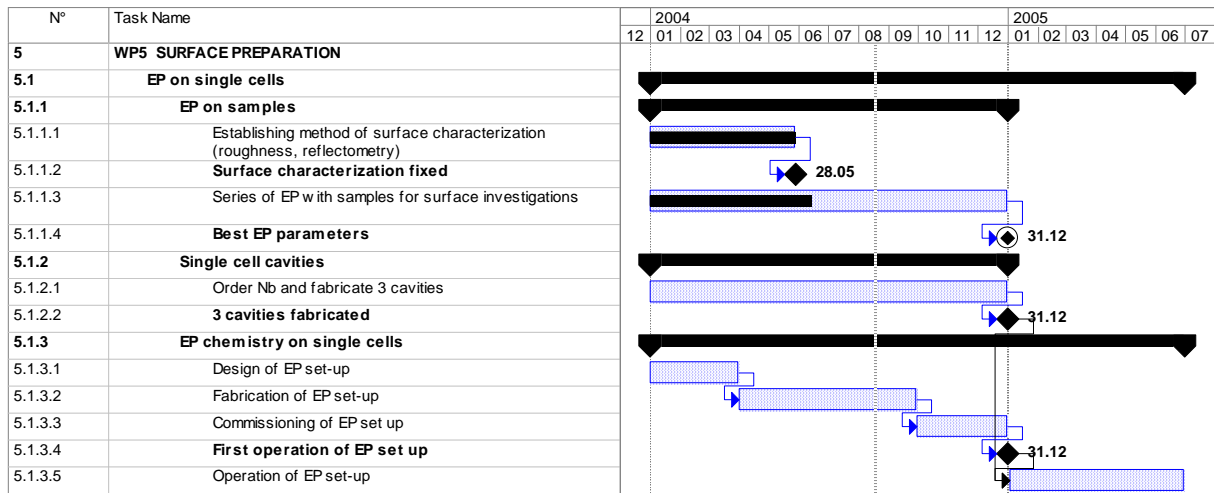 N° Task Name 2004 2005
12 01 02 03 04 05 06 07 08 09 10 11 12 01 02 03 04 05 06 07
5 WP5 SURFACE PREPARATION
5.1 EP on single cells
5.1.1 EP on samples
5.1.1.1 Establishing method of surface characterization
(roughness, reflectometry)
5.1.1.2 Surface characterization fixed 28.05
5.1.1.3 Series of EP with samples for surface investigations
5.1.1.4 Best EP parameters 31.12
5.1.2 Single cell cavities
5.1.2.1 Order Nb and fabricate 3 cavities
5.1.2.2 3 cavities fabricated 31.12
5.1.3 EP chemistry on single cells
5.1.3.1 Design of EP set-up
5.1.3.2 Fabrication of EP set-up
5.1.3.3 Commissioning of EP set up
5.1.3.4 First operation of EP set up 31.12
5.1.3.5 Operation of EP set-up